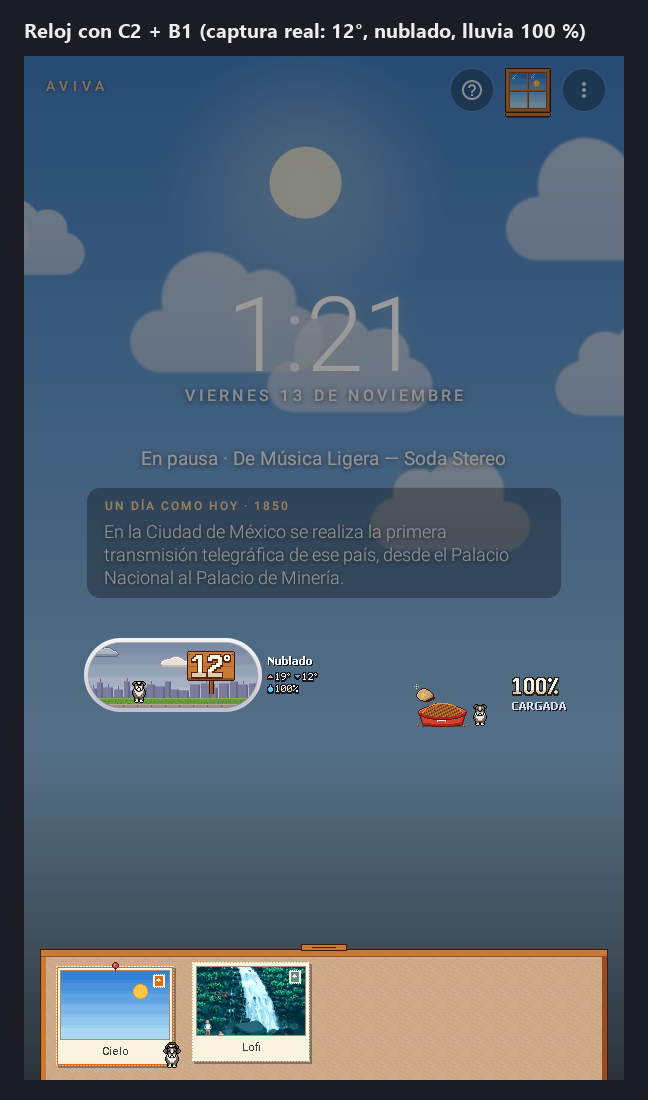 Reloj con C2 + B1 (captura real: 12°, nublado, lluvia 100 %)
AVIVA
1:21
VIERNES 13 DE NOVIEMBRE
En pausa · De Música Ligera — Soda Stereo
UN DÍA COMO HOY · 1850
En la Ciudad de México se realiza la primera
transmisión telegráfica de ese país, desde el Palacio
Nacional al Palacio de Minería.
12°
Nublado
19° 12°
100%
100%
CARGADA
Cielo
Lofi